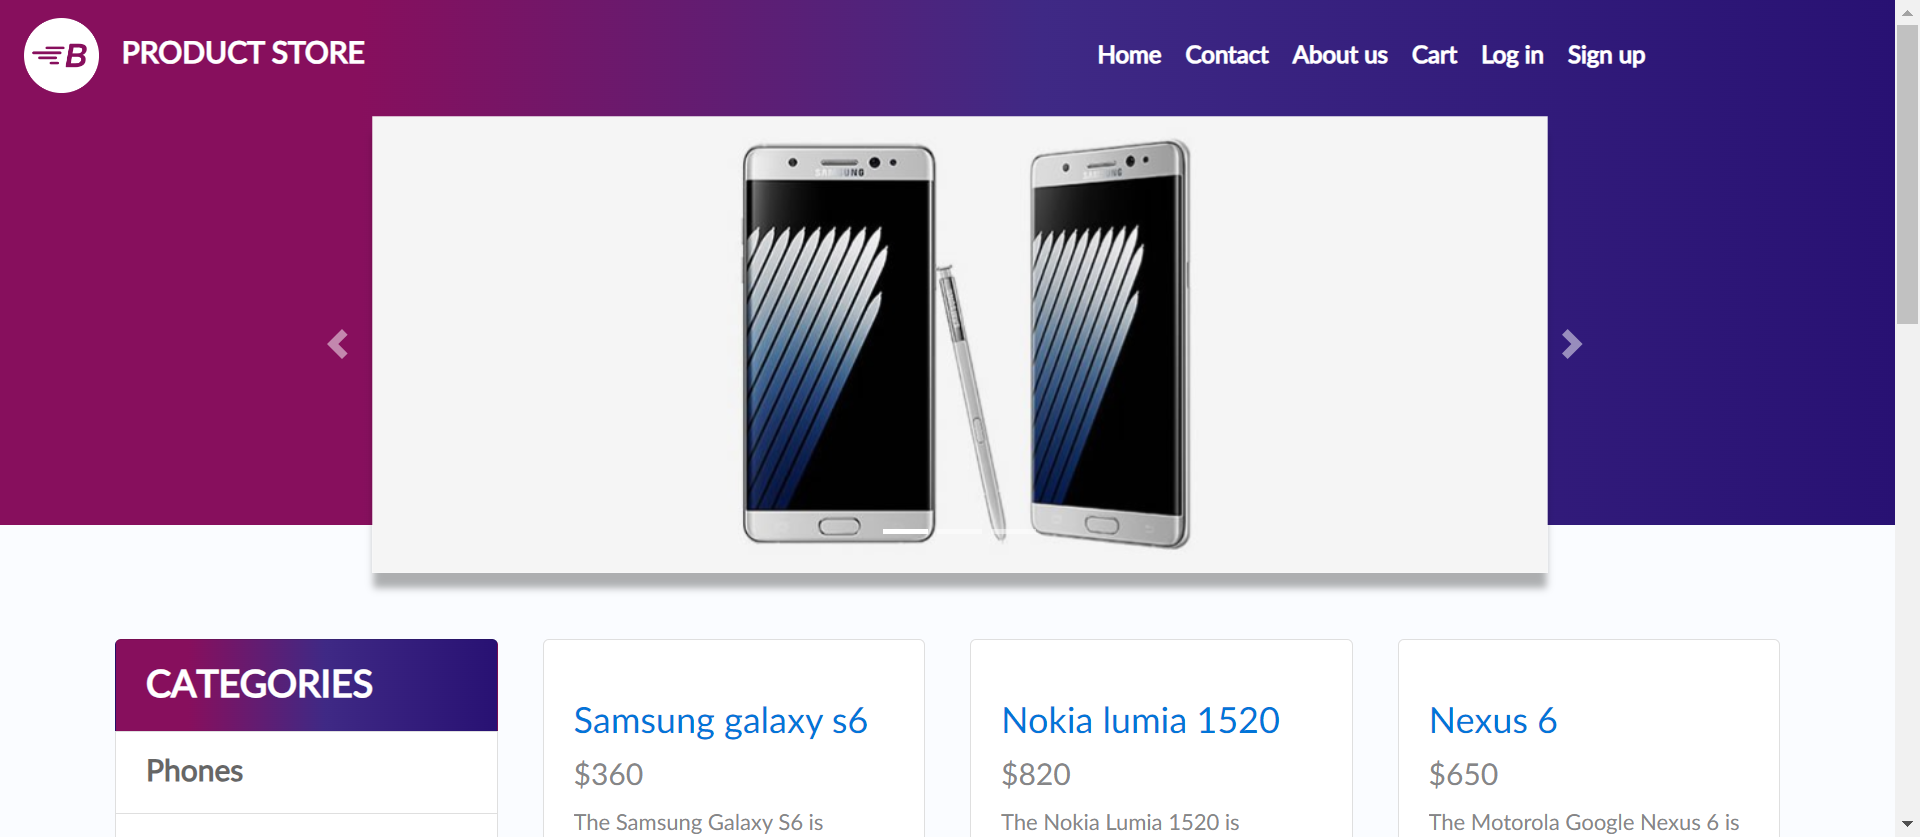 B PRODUCT STORE
Home Contact About us Cart Log in Sign up
SAMSUNG SAMSUNG
CATEGORIES
Phones
Samsung galaxy s6
$360
The Samsung Galaxy S6 is
Nokia lumia 1520
$820
The Nokia Lumia 1520 is
Nexus 6
$650
The Motorola Google Nexus 6 is